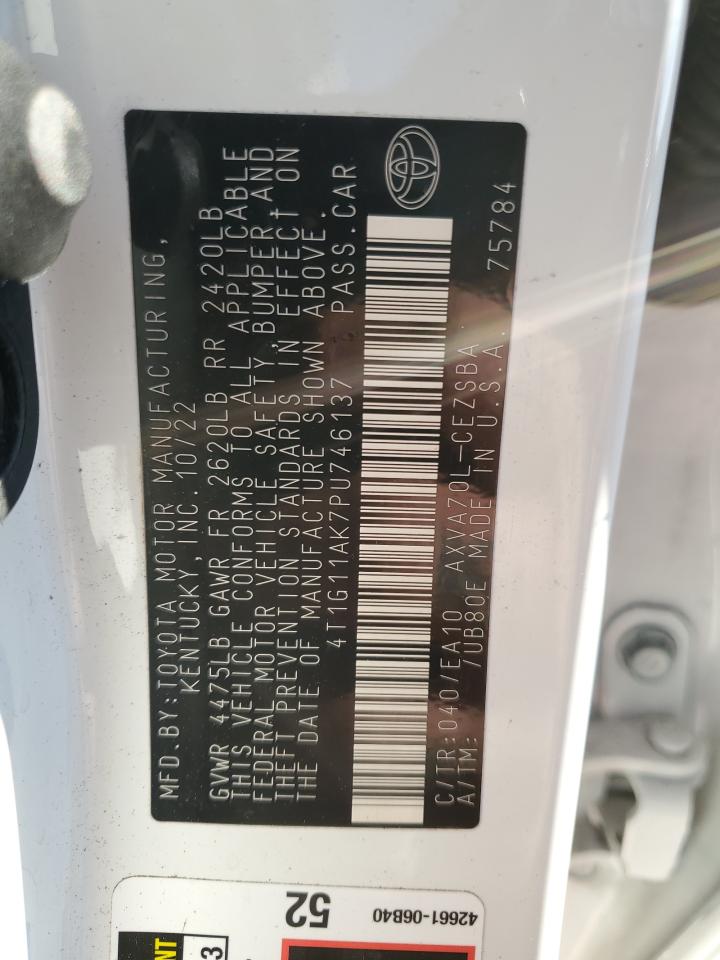 MFD.BY:TOYOTA MOTOR MANUFACTURING,
KENTUCKY, INC.10/22
GVWR 4475LB GAWR FR 2620LB RR 2420LB
THIS VEHICLE CONFORMS TO ALL APPLICABLE
FEDERAL MOTOR VEHICLE SAFETY,BUMPER,AND
THEFT PREVENTION STANDARDS IN EFFECT ON
THE DATE OF MANUFACTURE SHOWN ABOVE.
4T1G11AK7PU746137 PASS.CAR
C/TR:040/EA10 AXVA70L-CEZSBA
A/TM: /UB80E MADE IN U.S.A. 75784
52
42661-06B40
3